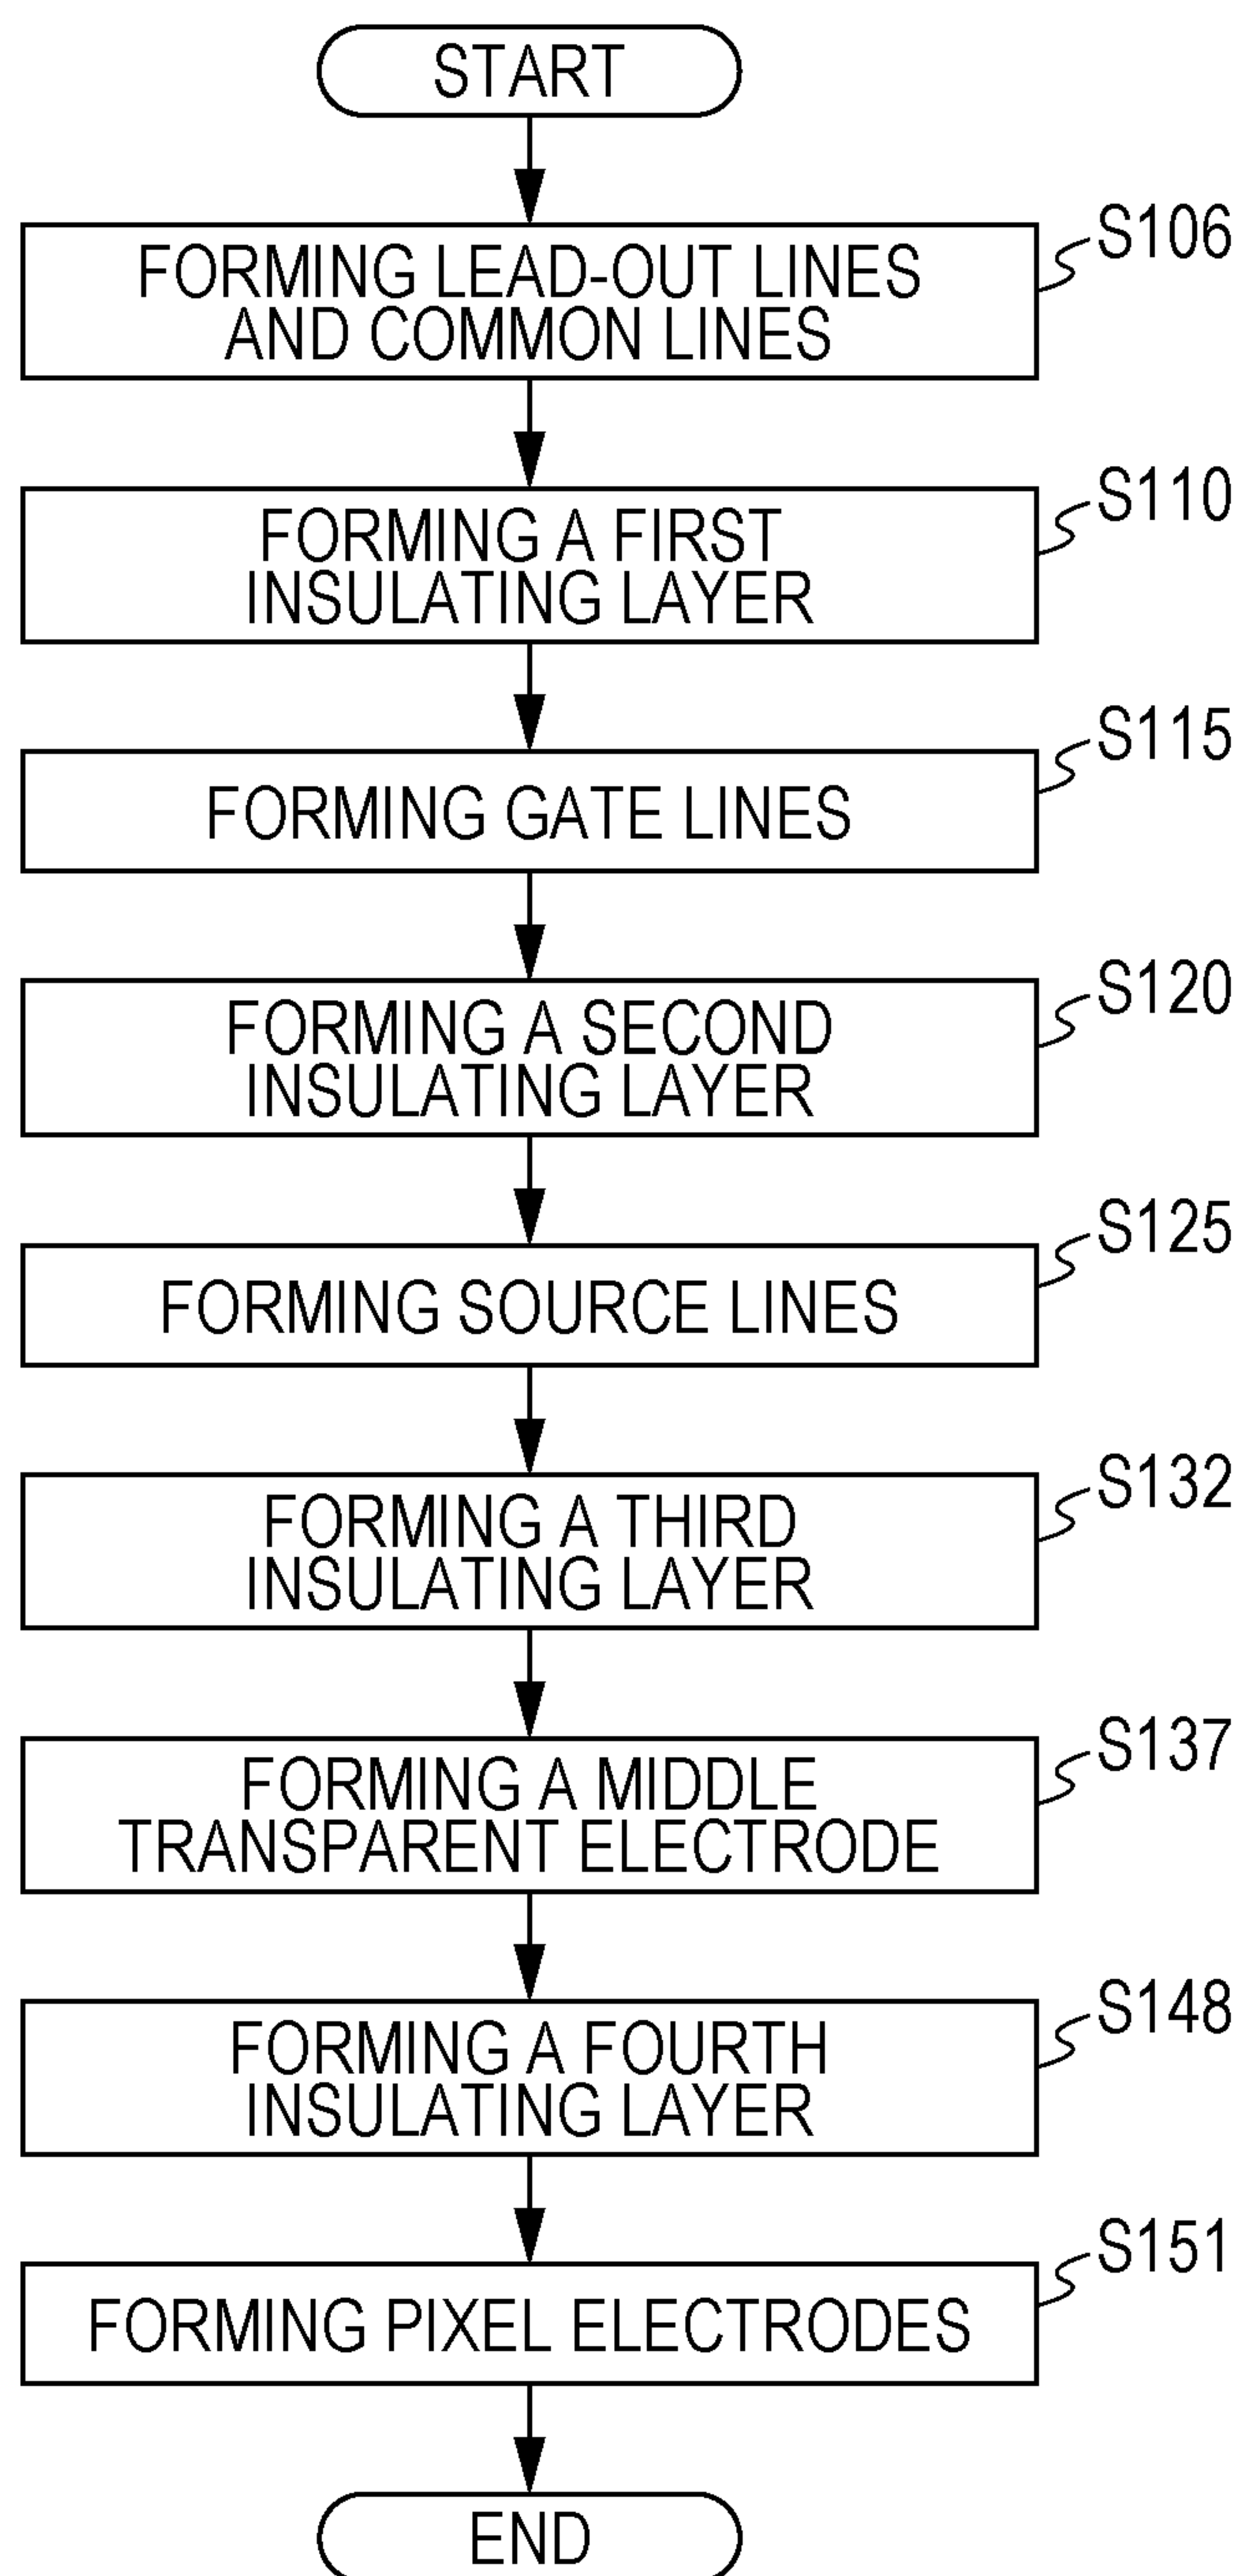 START
S106
FORMING LEAD-OUT LINES
AND COMMON LINES
S110
FORMING A FIRST
INSULATING LAYER
S115
FORMING GATE LINES
S120
FORMING A SECOND
INSULATING LAYER
S125
FORMING SOURCE LINES
S132
FORMING A THIRD
INSULATING LAYER
S137
FORMING A MIDDLE
TRANSPARENT ELECTRODE
S148
FORMING A FOURTH
INSULATING LAYER
S151
FORMING PIXEL ELECTRODES
END